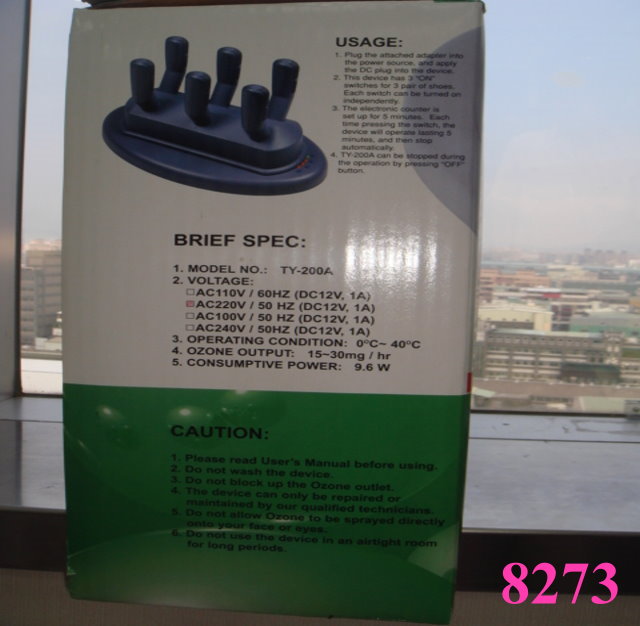 USAGE:
1. Plug the attached adapter into
the power source, and apply
the DC plug into the device.
2. This device has 3 "ON"
switches for 3 pair of shoes.
Each switch can be turned on
independently.
3. The electronic counter is
set up for 5 minutes. Each
time pressing the switch, the
device will operate lasting 5
minutes, and then stop
automatically.
4. TY-200A can be stopped during
the operation by pressing "OFF"
button.
BRIEF SPEC:
1. MODEL NO.: TY-200A
2. VOLTAGE:
AC110V / 60HZ (DC12V, 1A)
AC220V / 50 HZ (DC12V, 1A)
AC100V / 50 HZ (DC12V, 1A)
AC240V / 50HZ (DC12V, 1A)
3. OPERATING CONDITION: 0°C~ 40°C
4. OZONE OUTPUT: 15~30mg / hr
5. CONSUMPTIVE POWER: 9.6 W
CAUTION:
1. Please read User's Manual before using.
2. Do not wash the device.
3. Do not block up the Ozone outlet.
4. The device can only be repaired or
maintained by our qualified technicians.
5. Do not allow Ozone to be sprayed directly
onto your face or eyes.
6. Do not use the device in an airtight room
for long periods.
8273